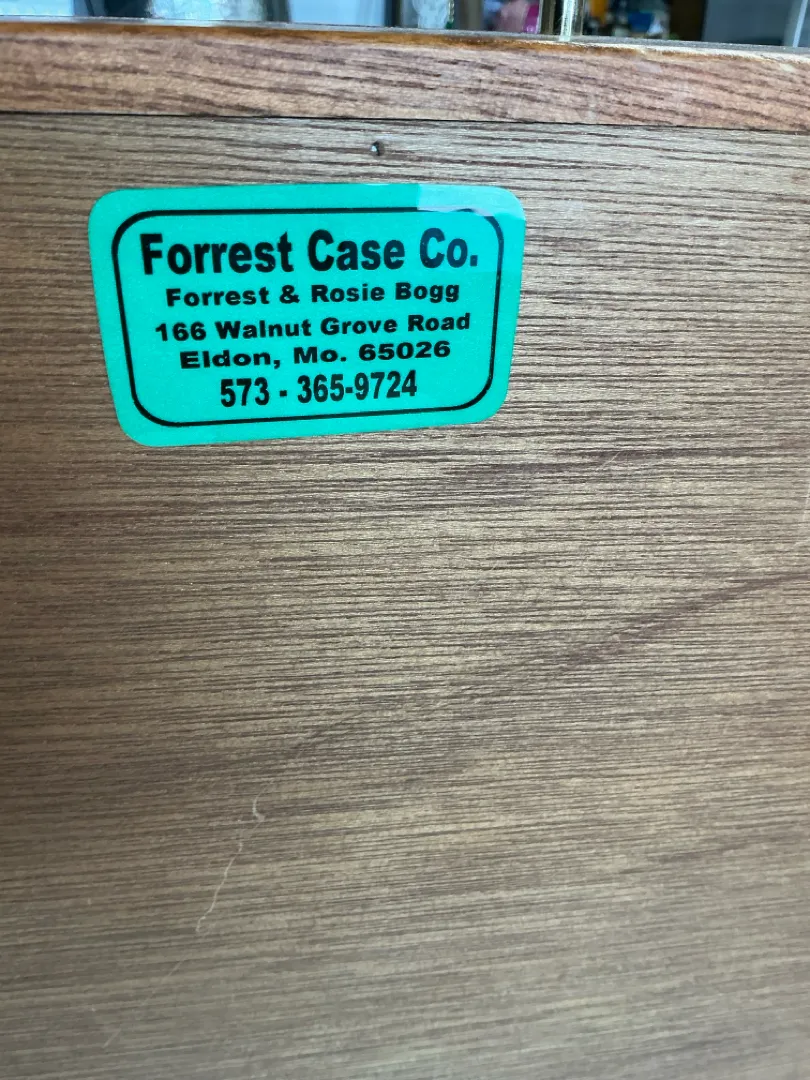 Forrest Case Co.
Forrest & Rosie Bogg
166 Walnut Grove Road
Eldon, Mo. 65026
573 - 365-9724